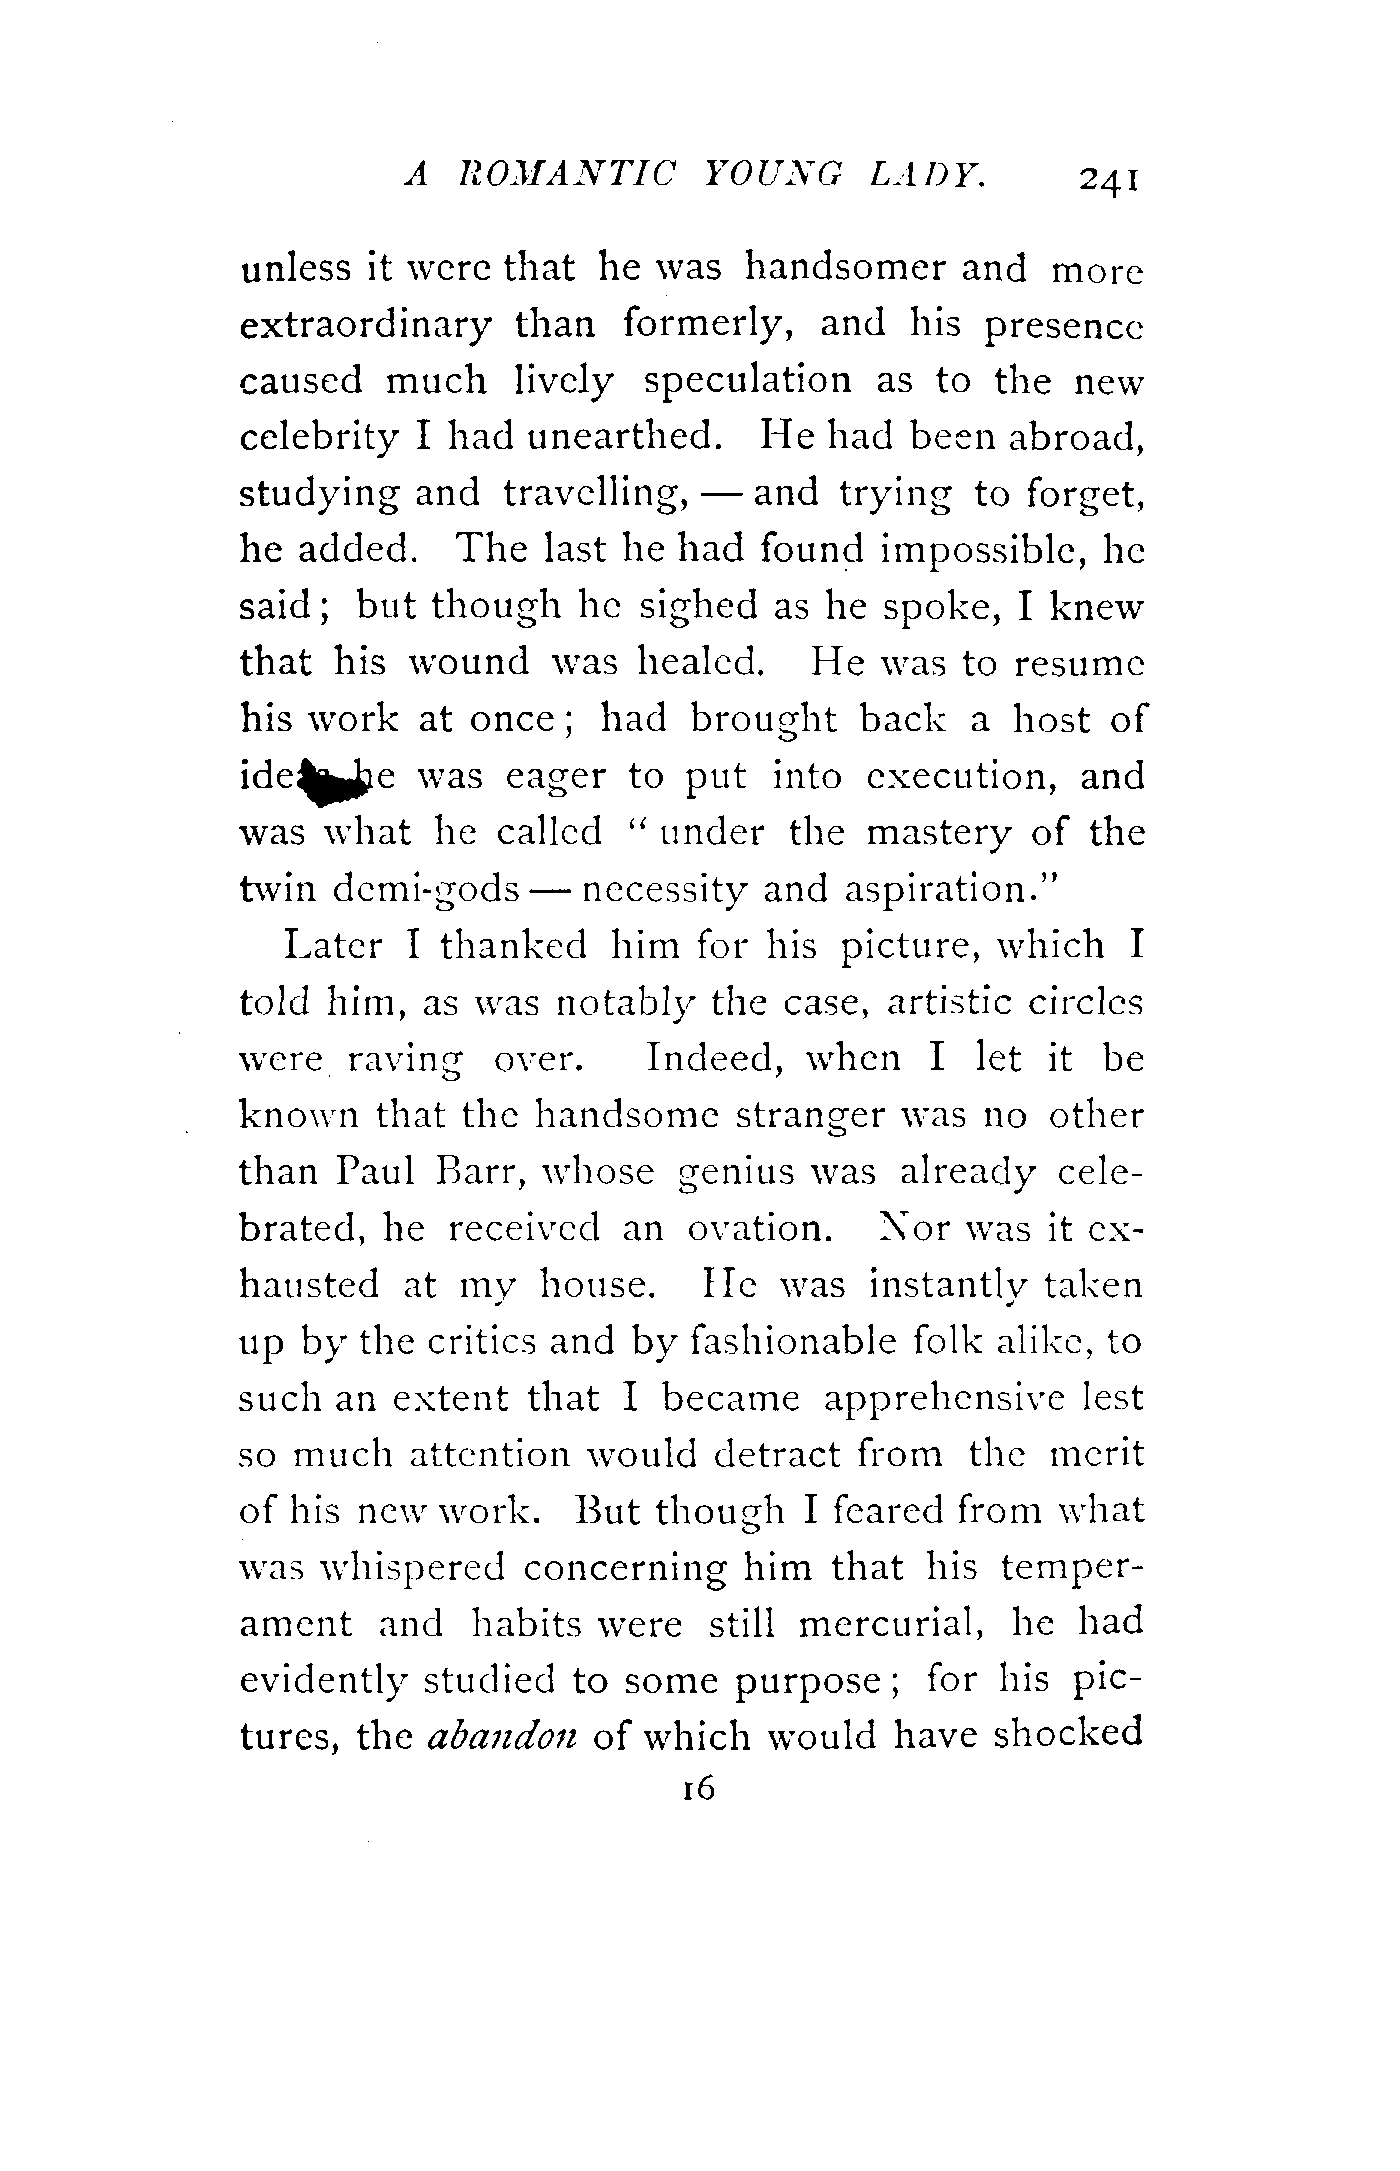 A ROMANTIC YOUNG LADY. 241
unless it were that he was handsomer and more
extraordinary than formerly, and his presence
caused much lively speculation as to the new
celebrity I had unearthed. He had been abroad,
studying and travelling, — and trying to forget,
he added. The last he had found impossible, he
said; but though he sighed as he spoke, I knew
that his wound was healed. He was to resume
his work at once; had brought back a host of
was eager to put into execution, and
was what he called "under the mastery of the
twin demi-gods — necessity and aspiration."
Later I thanked him for his picture, which I
told him, as was notably the case, artistic circles
were raving over. Indeed, when I let it be
known that the handsome stranger was no other
than Paul Barr, whose genius was already cele-
brated, he received an ovation. Nor was it ex-
hausted at my house. He was instantly taken
up by the critics and by fashionable folk alike, to
such an extent that I became apprehensive lest
so much attention would detract from the merit
of his new work. But though I feared from what
was whispered concerning him that his temper-
ament and habits were still mercurial, he had
evidently studied to some purpose; for his pic-
tures, the abandon of which would have shocked
16